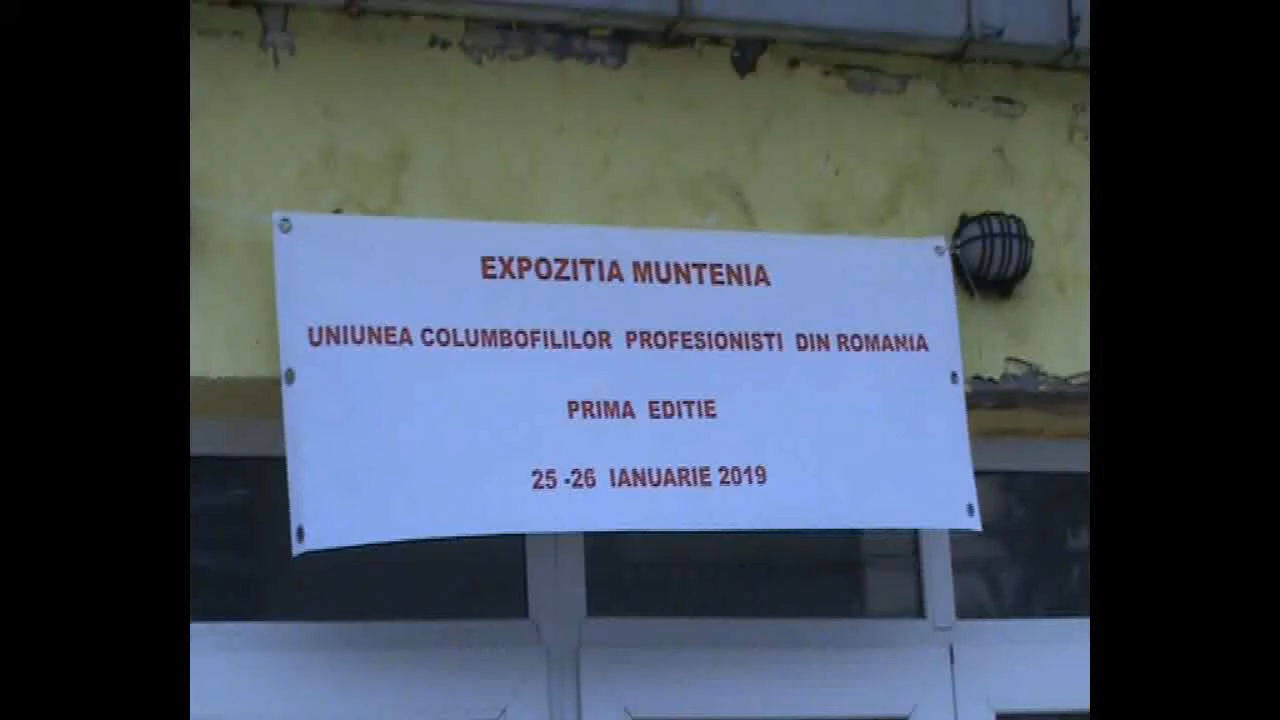 EXPOZITIA MUNTENIA
UNIUNEA COLUMBOFILILOR PROFESIONISTI DIN ROMANIA
PRIMA EDITIE
25 -26 IANUARIE 2019